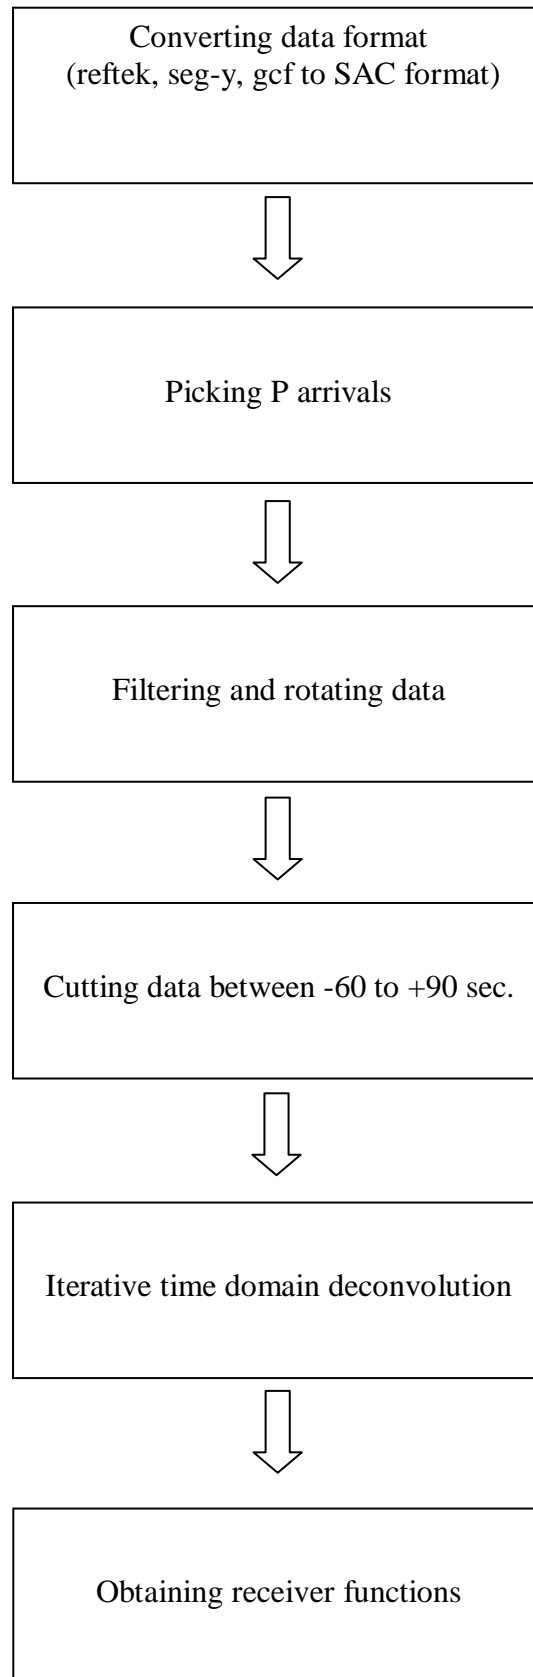 Converting data format
(reftek, seg-y, gcf to SAC format)
Picking P arrivals
Filtering and rotating data
Cutting data between -60 to +90 sec.
Iterative time domain deconvolution
Obtaining receiver functions